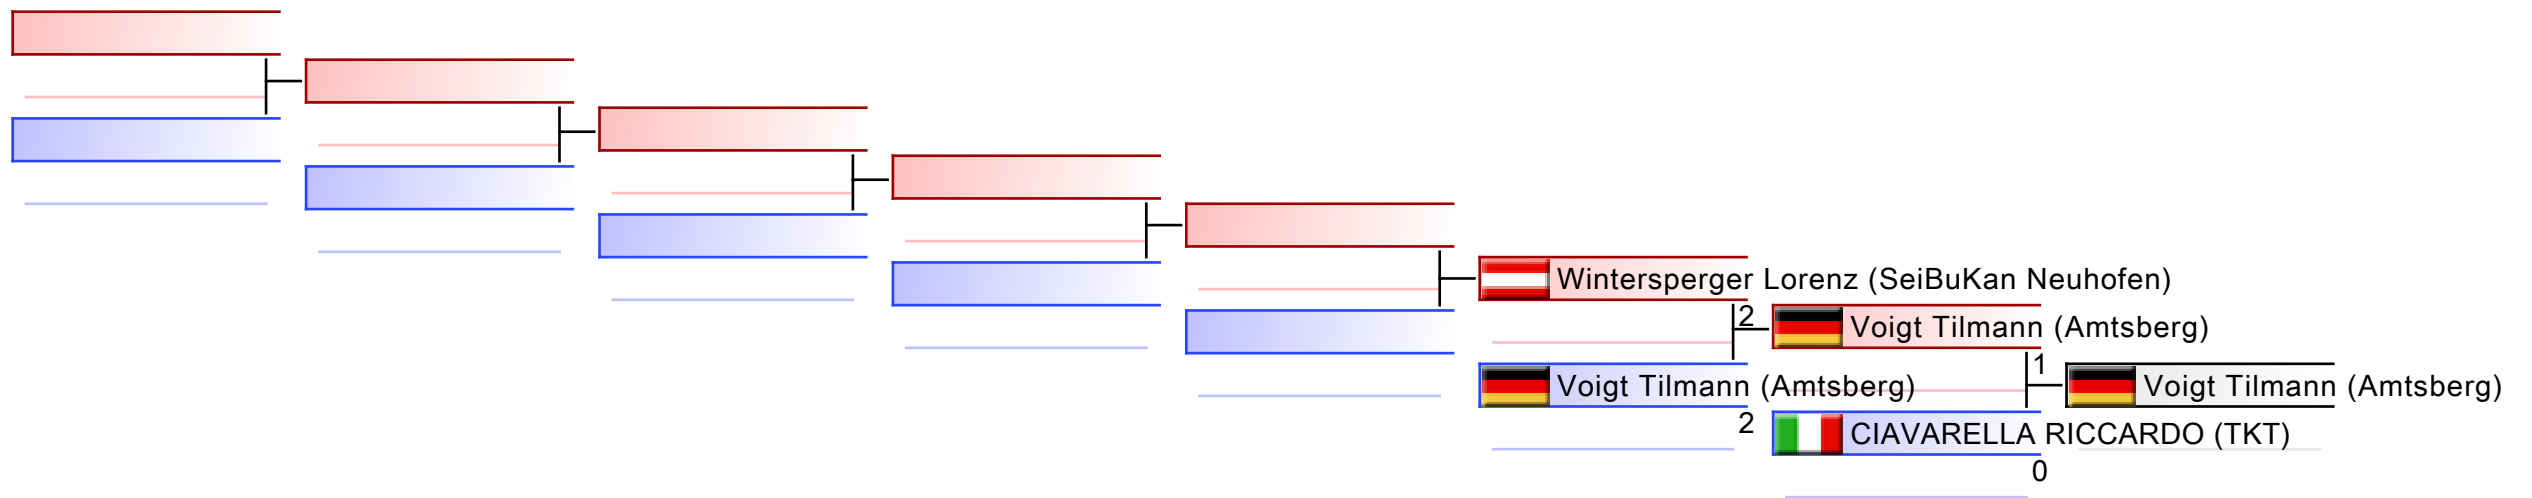 Wintersperger Lorenz (SeiBuKan Neuhofen)
2
Voigt Tilmann (Amtsberg)
1
Voigt Tilmann (Amtsberg)
Voigt Tilmann (Amtsberg)
2
CIAVARELLA RICCARDO (TKT)
0